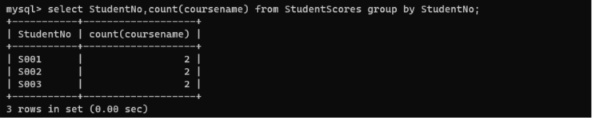 mysql> select StudentNo,count(coursename) from StudentScores group by StudentNo;
+-----------+-------------------+
| StudentNo | count(coursename) |
+-----------+-------------------+
| S001      |                 2 |
| S002      |                 2 |
| S003      |                 2 |
+-----------+-------------------+
3 rows in set (0.00 sec)